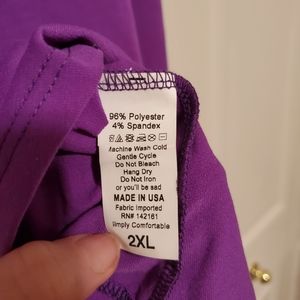 96% Polyester
4% Spandex
Machine Wash Cold
Gentle Cycle
Do Not Bleach
Hang Dry
Do Not Iron
or you'll be sad
MADE IN USA
Fabric Imported
RN# 142161
Simply Comfortable
2XL